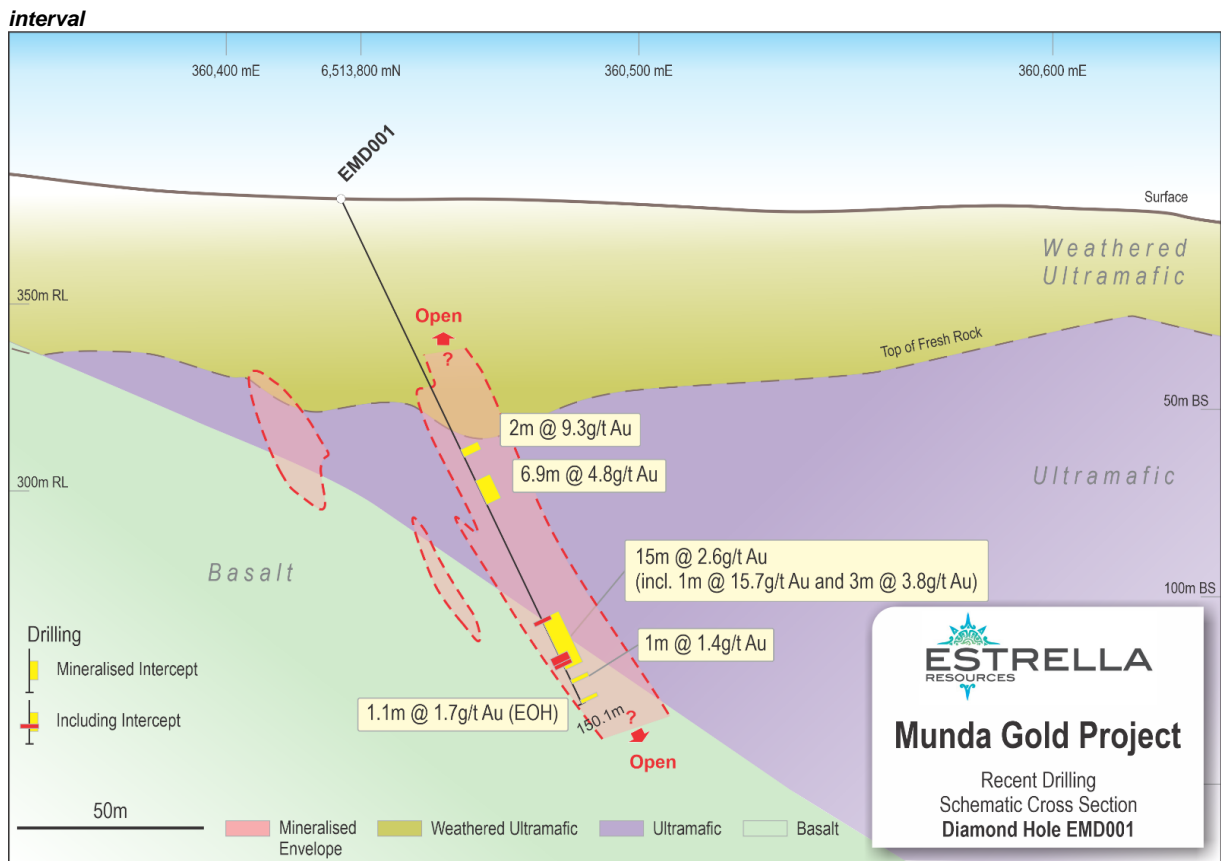 interval
360,400 mE
6,513,800 mN
360,500 mE
360,600 mE
EMD001
Surface
Weathered
Ultramafic
350m RL
Open
?
Top of Fresh Rock
50m BS
2m @ 9.3g/t Au
6.9m @ 4.8g/t Au
300m RL
Ultramafic
Basalt
15m @ 2.6g/t Au
(incl. 1m @ 15.7g/t Au and 3m @ 3.8g/t Au)
100m BS
1m @ 1.4g/t Au
1.1m @ 1.7g/t Au (EOH)
150.1m
?
Open
Drilling
Mineralised Intercept
Including Intercept
50m
Mineralised
Envelope
Weathered Ultramafic
Ultramafic
Basalt
ESTRELLA
RESOURCES
Munda Gold Project
Recent Drilling
Schematic Cross Section
Diamond Hole EMD001